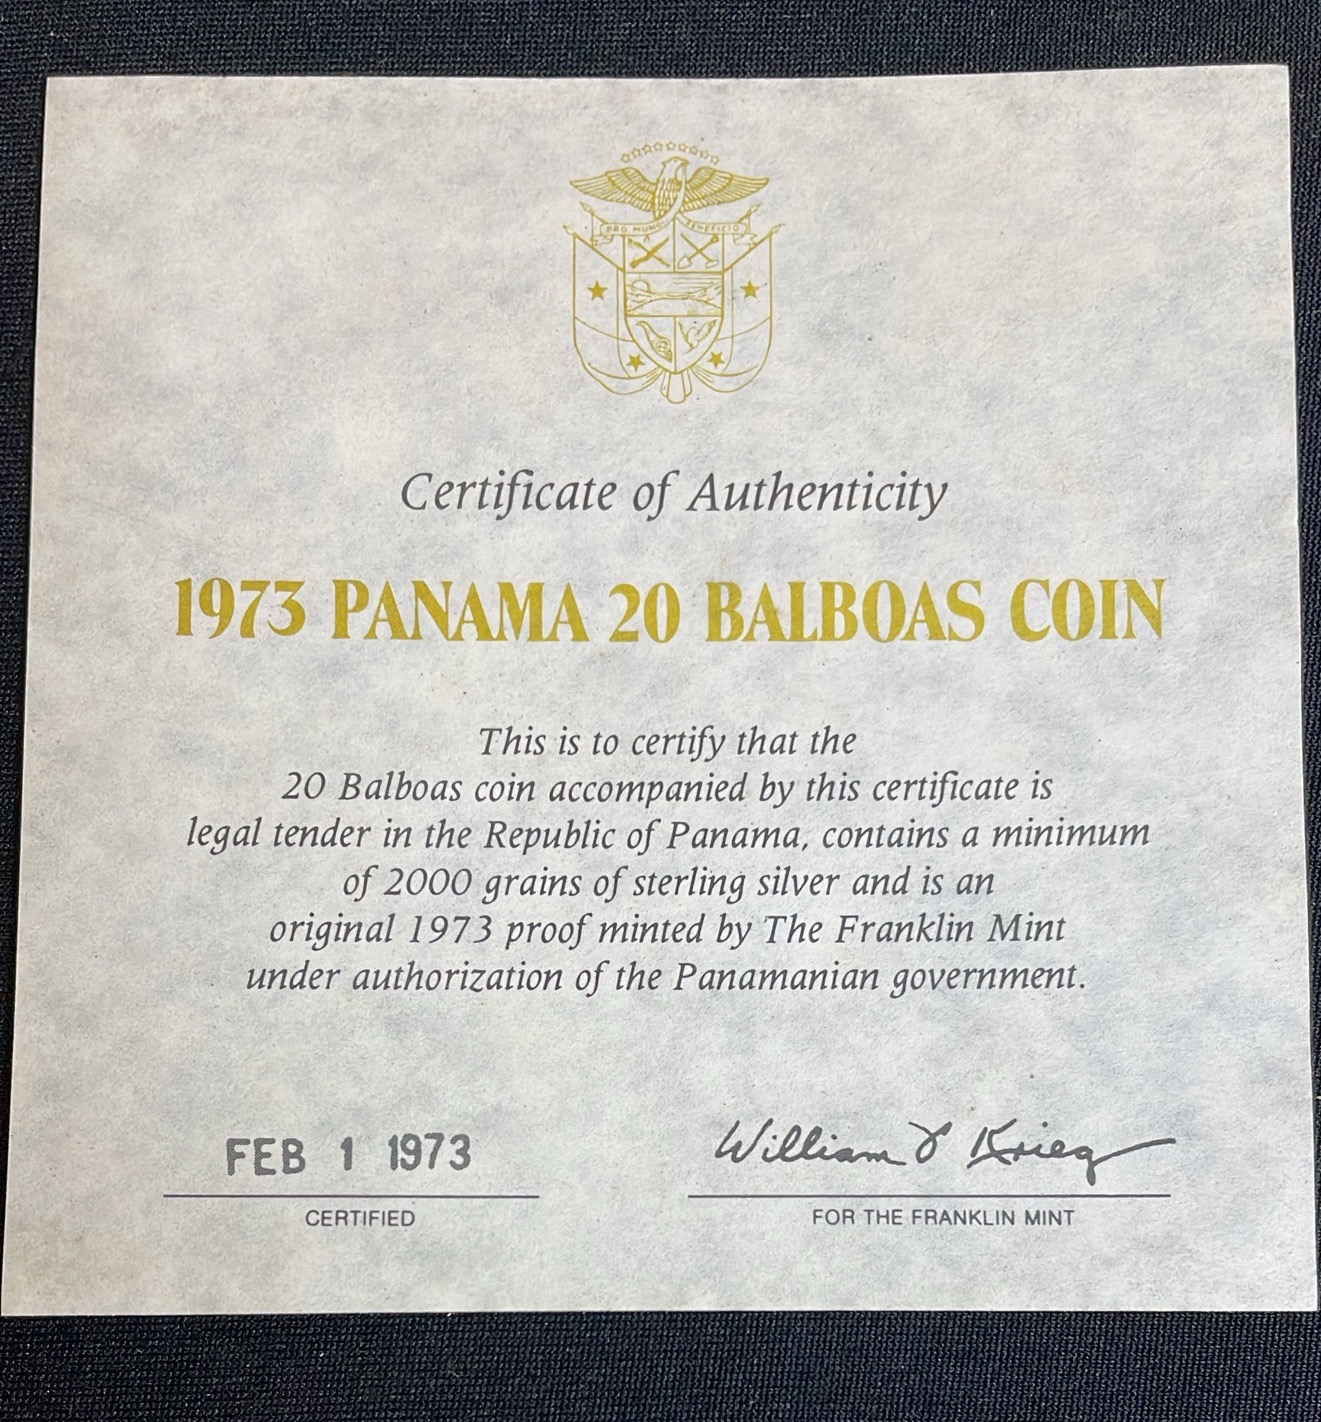 PRO MUNDI BENEFICIO
Certificate of Authenticity
1973 PANAMA 20 BALBOAS COIN
This is to certify that the
20 Balboas coin accompanied by this certificate is
legal tender in the Republic of Panama, contains a minimum
of 2000 grains of sterling silver and is an
original 1973 proof minted by The Franklin Mint
under authorization of the Panamanian government.
FEB 1 1973
CERTIFIED
William J Krieg
FOR THE FRANKLIN MINT